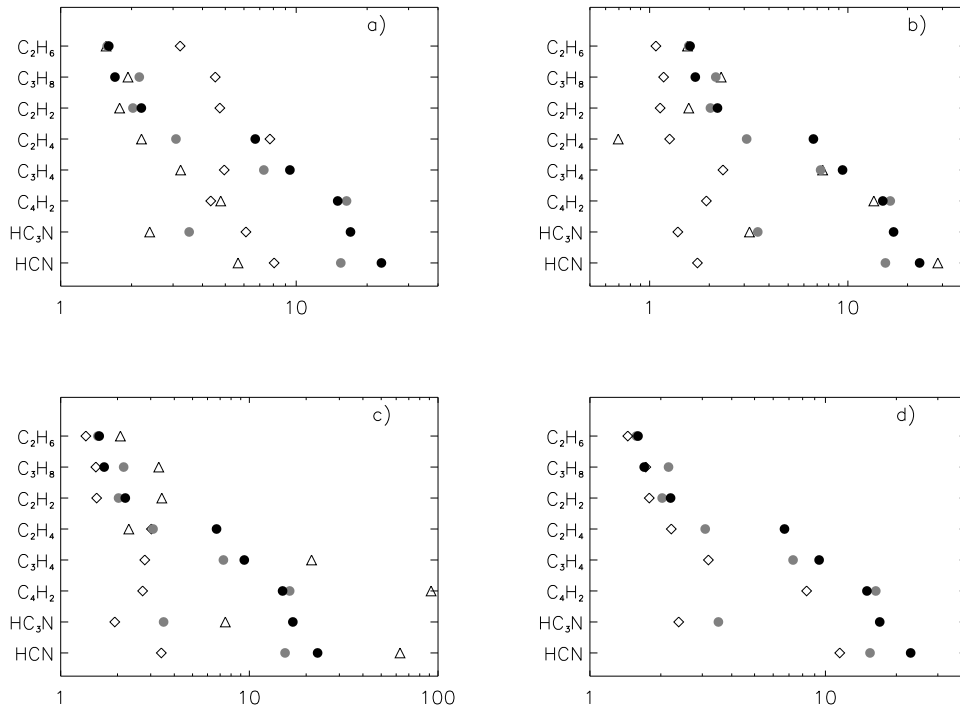 a)
C₂H₆
C₃H₈
C₂H₂
C₂H₄
C₃H₄
C₄H₂
HC₃N
HCN
1 10
b)
C₂H₆
C₃H₈
C₂H₂
C₂H₄
C₃H₄
C₄H₂
HC₃N
HCN
1 10
c)
C₂H₆
C₃H₈
C₂H₂
C₂H₄
C₃H₄
C₄H₂
HC₃N
HCN
1 10 100
d)
C₂H₆
C₃H₈
C₂H₂
C₂H₄
C₃H₄
C₄H₂
HC₃N
HCN
1 10